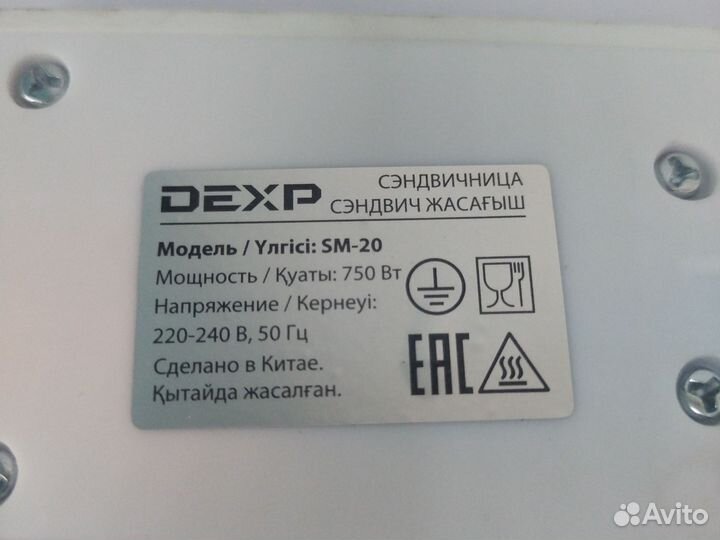 DEXP
СЭНДВИЧНИЦА
СЭНДВИЧ ЖАСАҒЫШ
Модель / Үлгісі: SM-20
Мощность / Қуаты: 750 Вт
Напряжение / Кернеуі:
220-240 В, 50 Гц
Сделано в Китае.
Қытайда жасалған.
EAC
Avito